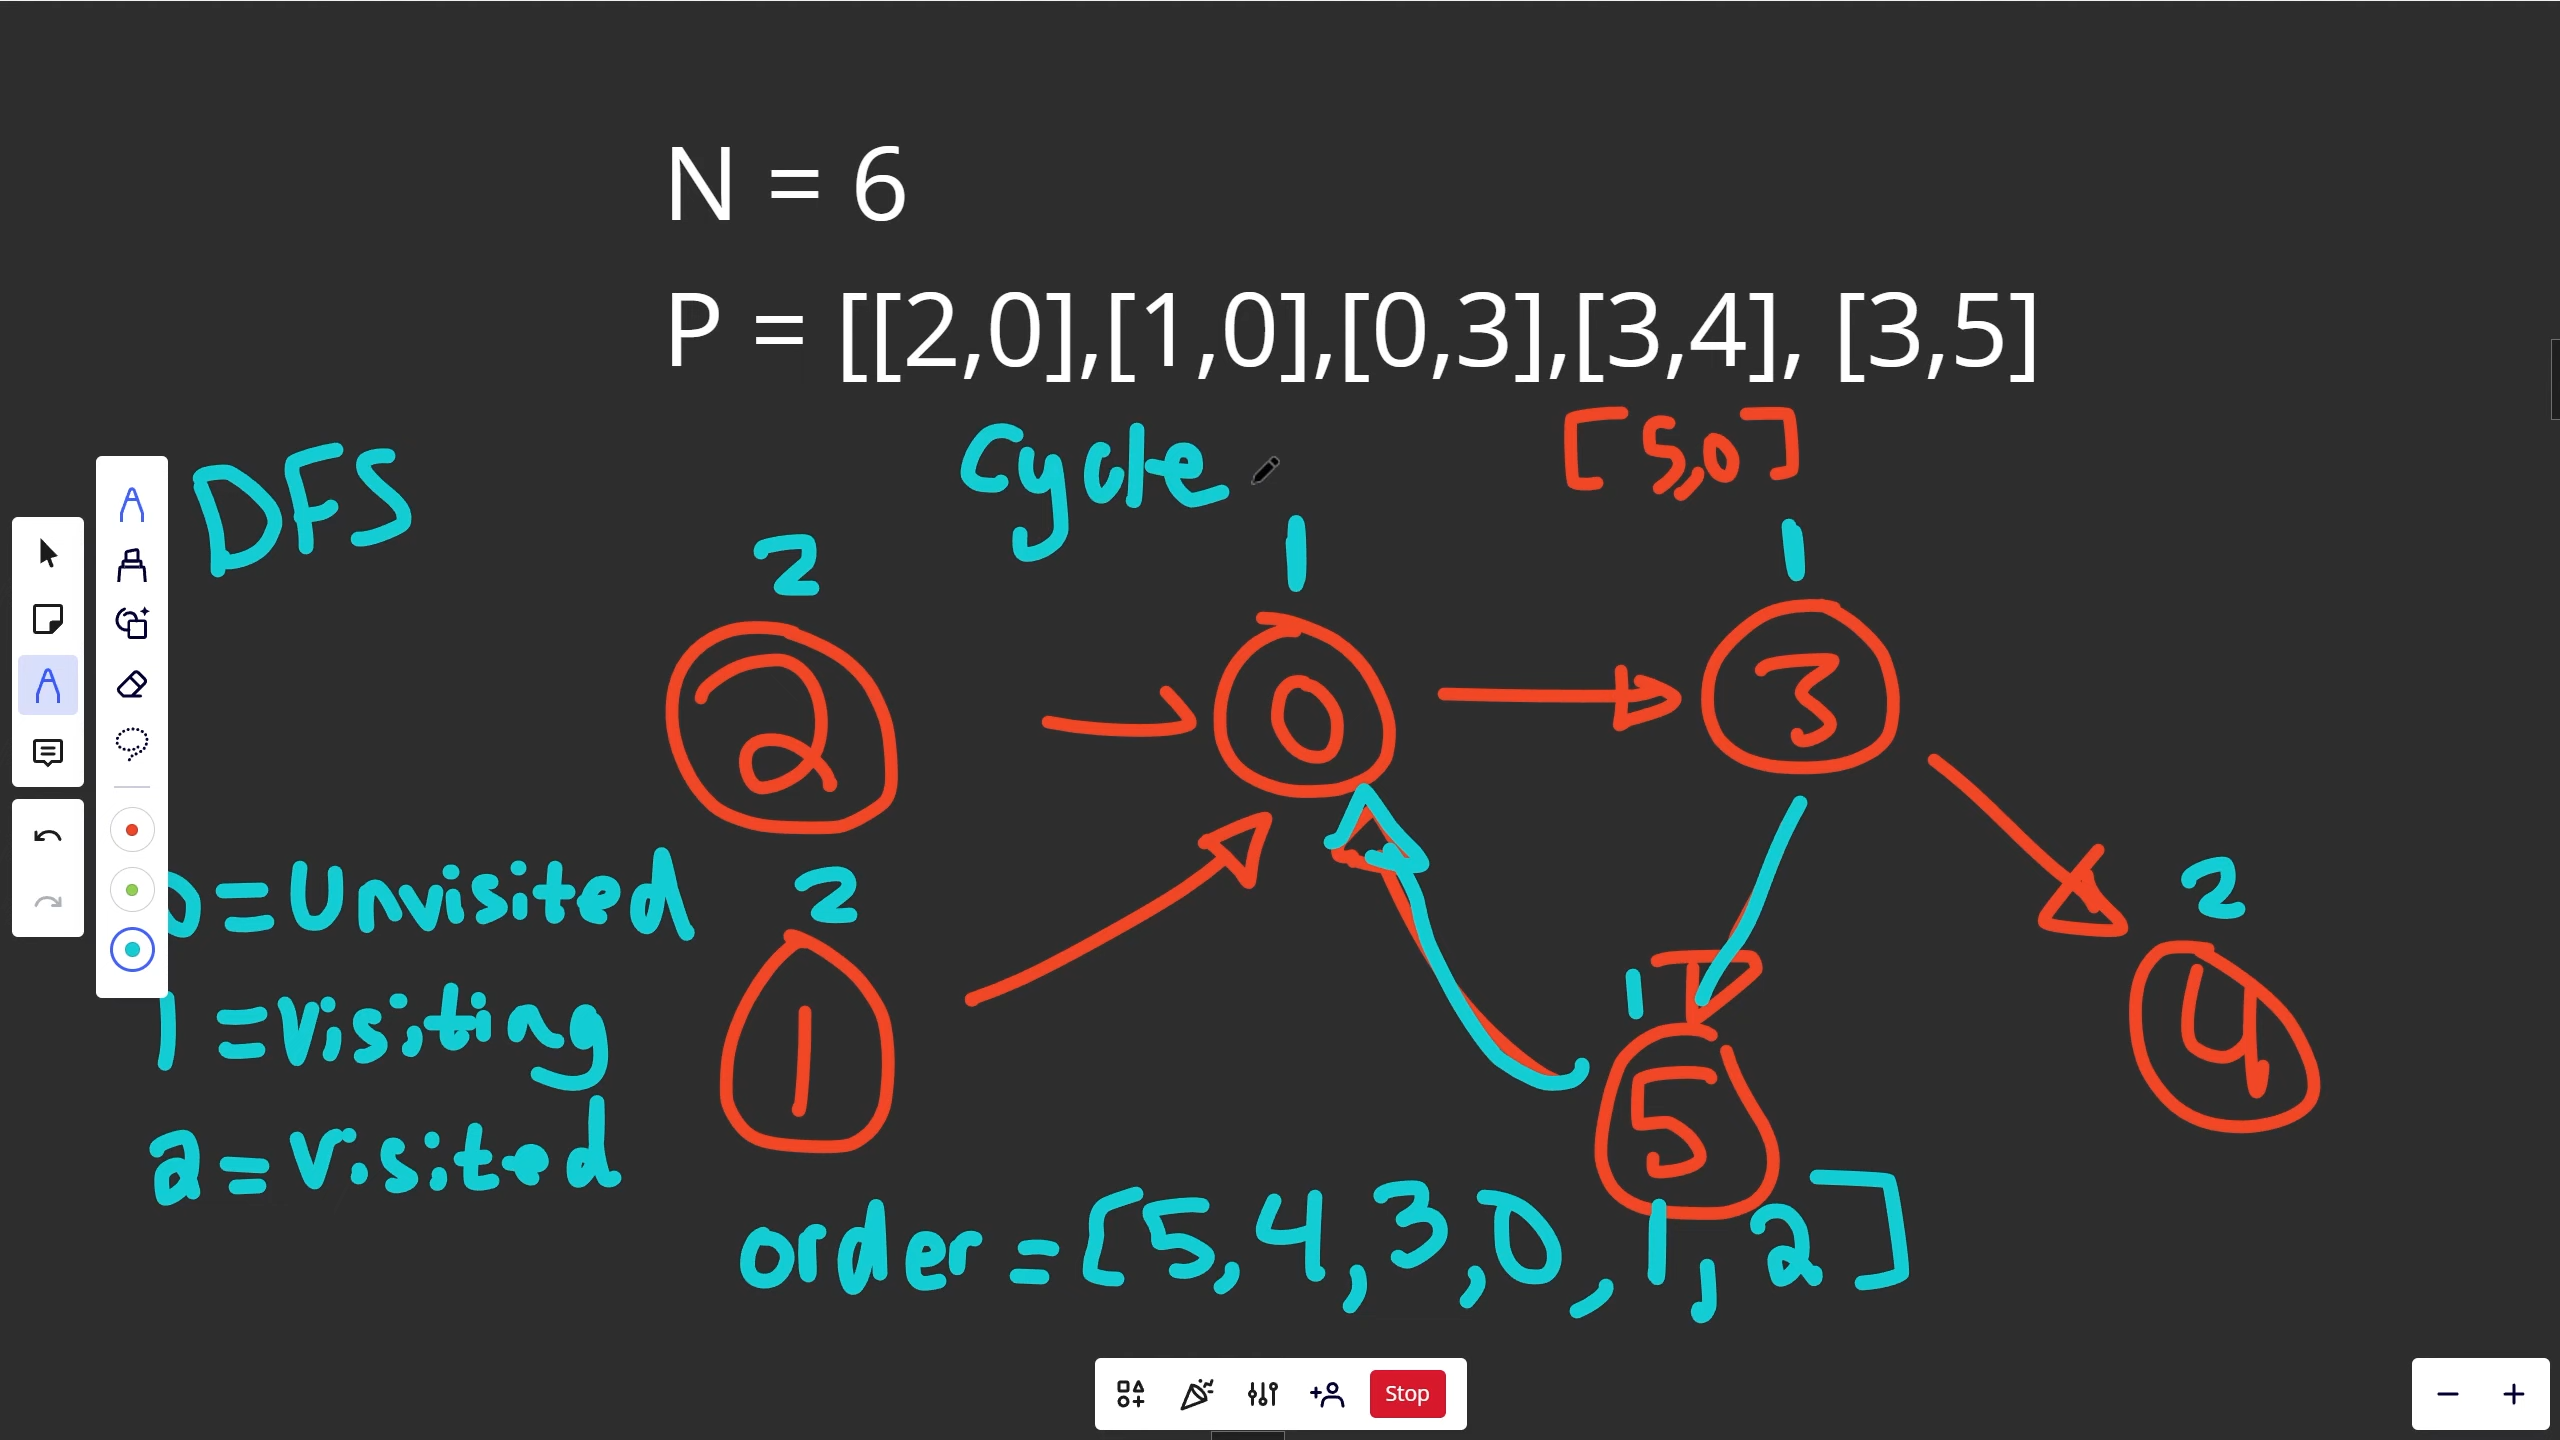 N = 6
P = [[2,0],[1,0],[0,3],[3,4], [3,5]
Cycle
[5,0]
DFS
2
1
1
2
0
3
0=Unvisited
2
2
1
4
1=Visiting
1
5
2=Visited
order=[5,4,3,0,1,2]
Stop